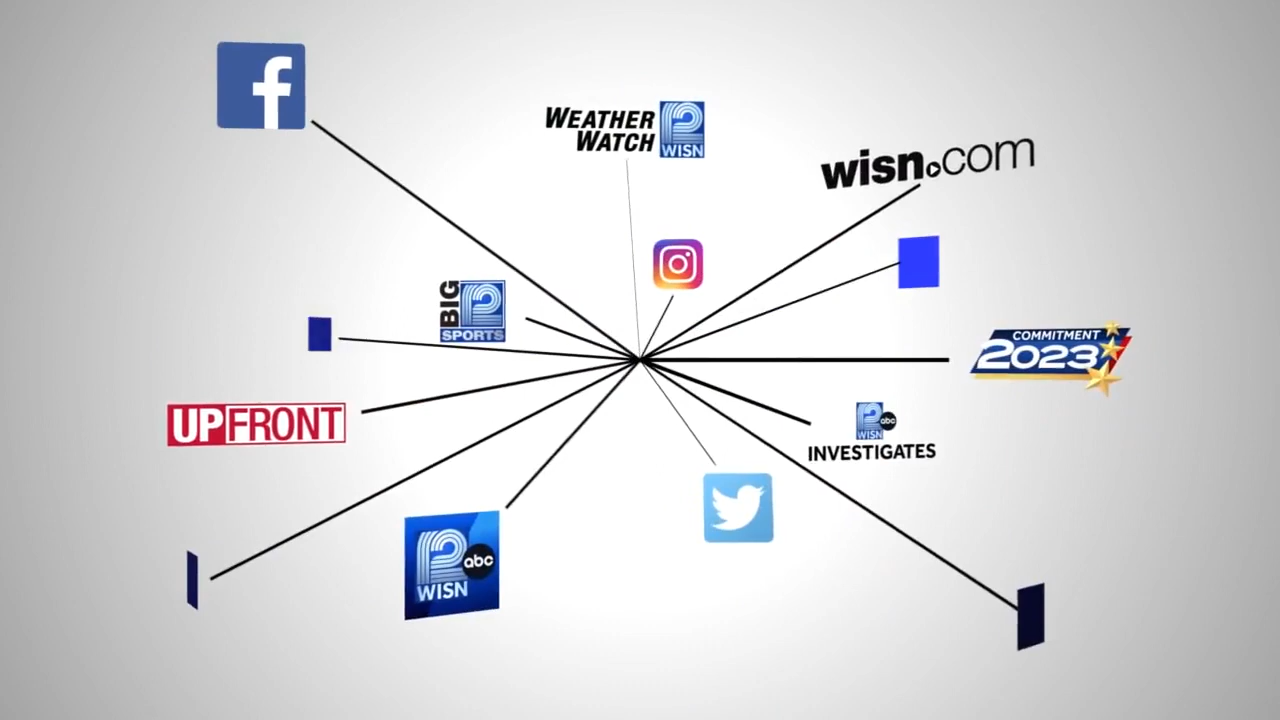 f
WEATHER
WATCH
12
WISN
wisn.com
BIG
12
SPORTS
COMMITMENT
2023
UPFRONT
12
abc
WISN
INVESTIGATES
12
abc
WISN